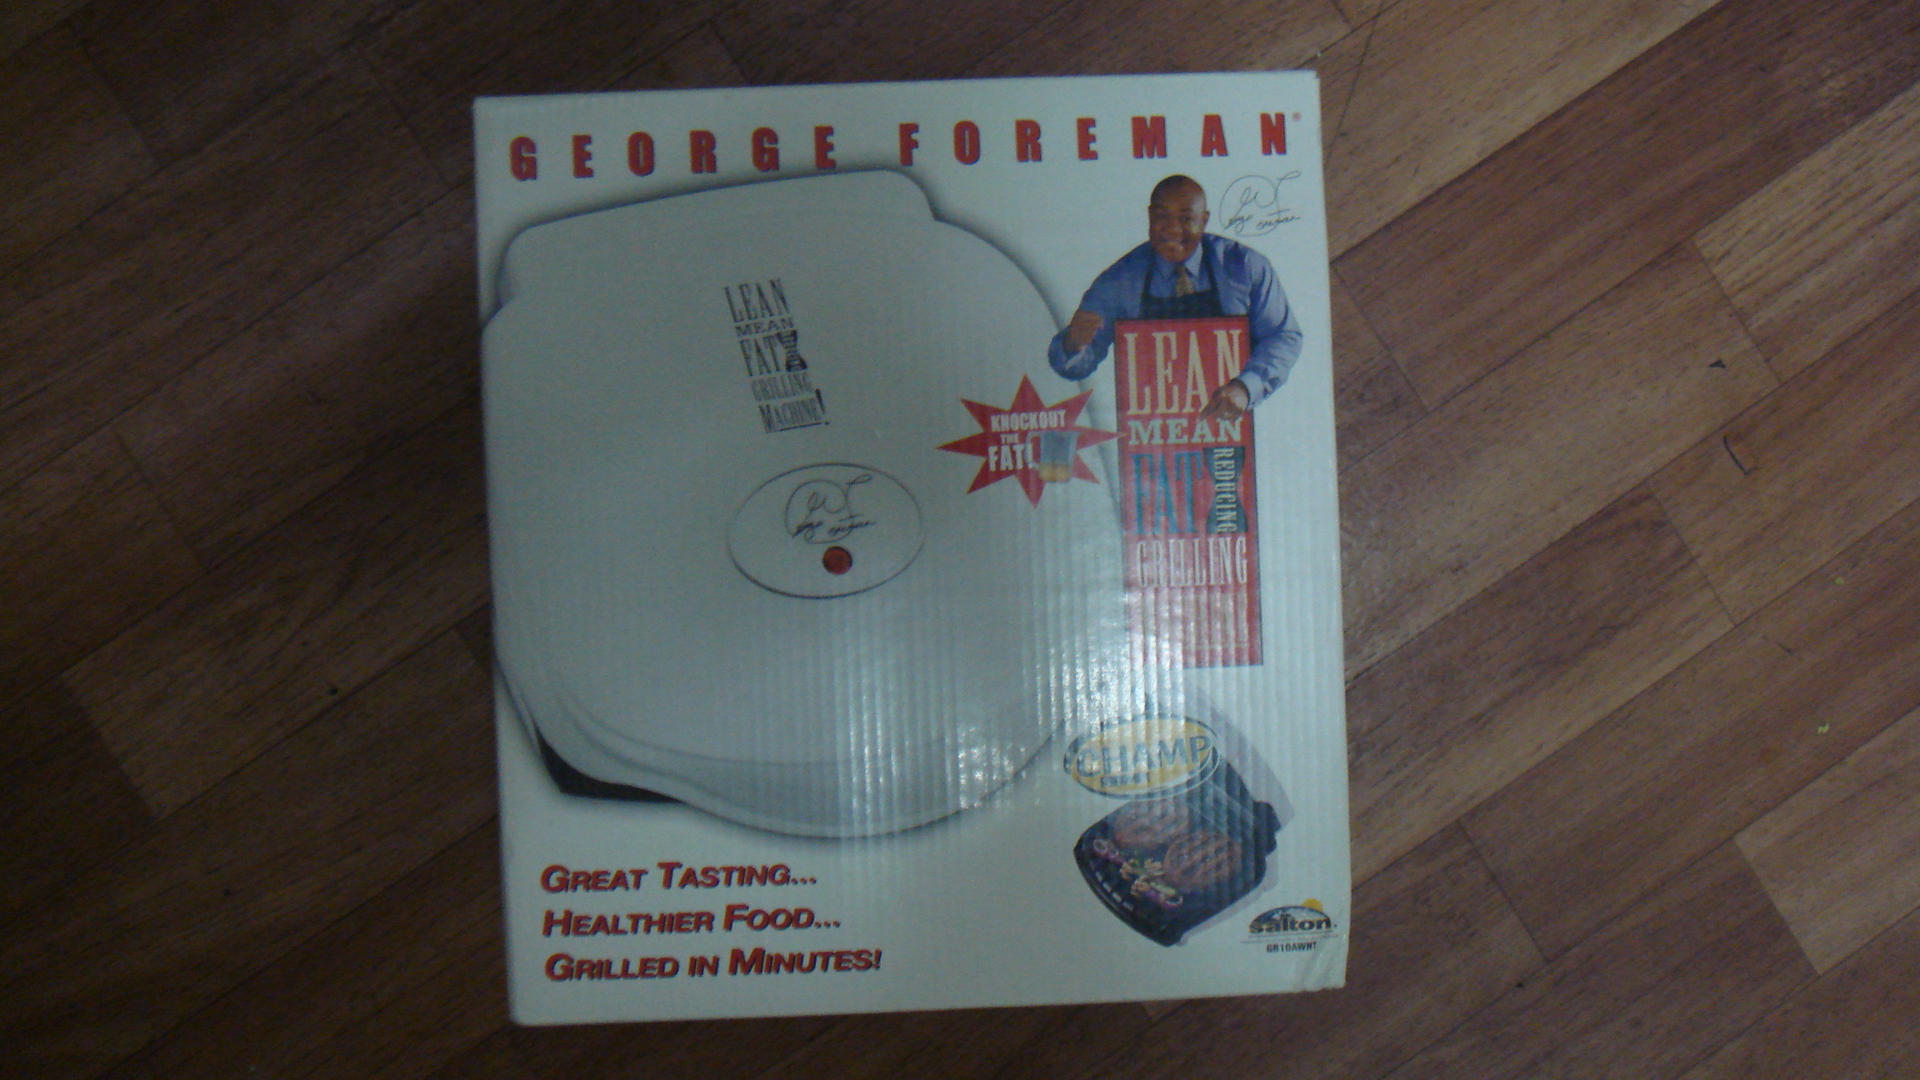 GEORGE FOREMAN®
LEAN
MEAN
FAT
GRILLING
MACHINE!
KNOCKOUT
THE
FAT!
LEAN
MEAN
FAT REDUCING
GRILLING
CHAMP
GREAT TASTING...
HEALTHIER FOOD...
GRILLED IN MINUTES!
salton
GR10AWHT